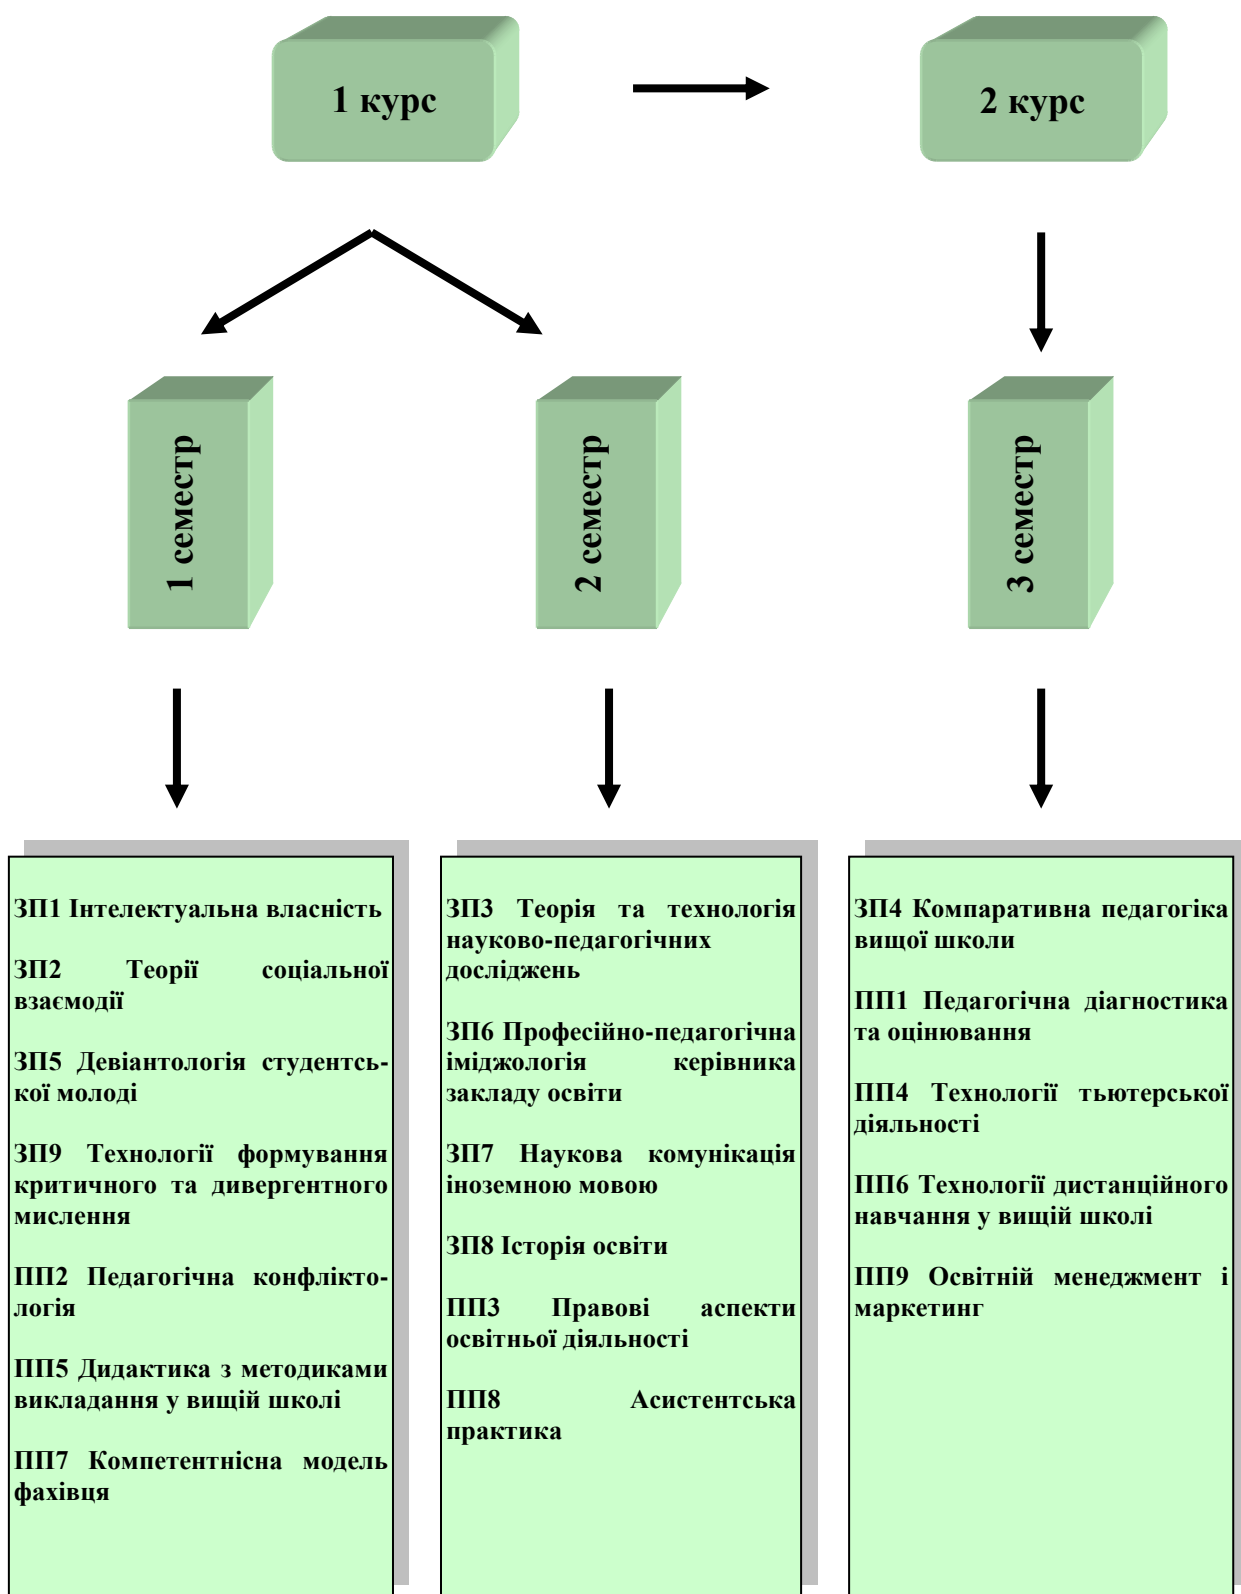 1 курс
2 курс
1 семестр
2 семестр
3 семестр
ЗП1 Інтелектуальна власність
ЗП2 Теорії соціальної
взаємодії
ЗП5 Девіантологія студентсь-
кої молоді
ЗП9 Технології формування
критичного та дивергентного
мислення
ПП2 Педагогічна конфлікто-
логія
ПП5 Дидактика з методиками
викладання у вищій школі
ПП7 Компетентнісна модель
фахівця
ЗП3 Теорія та технологія
науково-педагогічних
досліджень
ЗП6 Професійно-педагогічна
іміджологія керівника
закладу освіти
ЗП7 Наукова комунікація
іноземною мовою
ЗП8 Історія освіти
ПП3 Правові аспекти
освітньої діяльності
ПП8 Асистентська
практика
ЗП4 Компаративна педагогіка
вищої школи
ПП1 Педагогічна діагностика
та оцінювання
ПП4 Технології тьютерської
діяльності
ПП6 Технології дистанційного
навчання у вищій школі
ПП9 Освітній менеджмент і
маркетинг